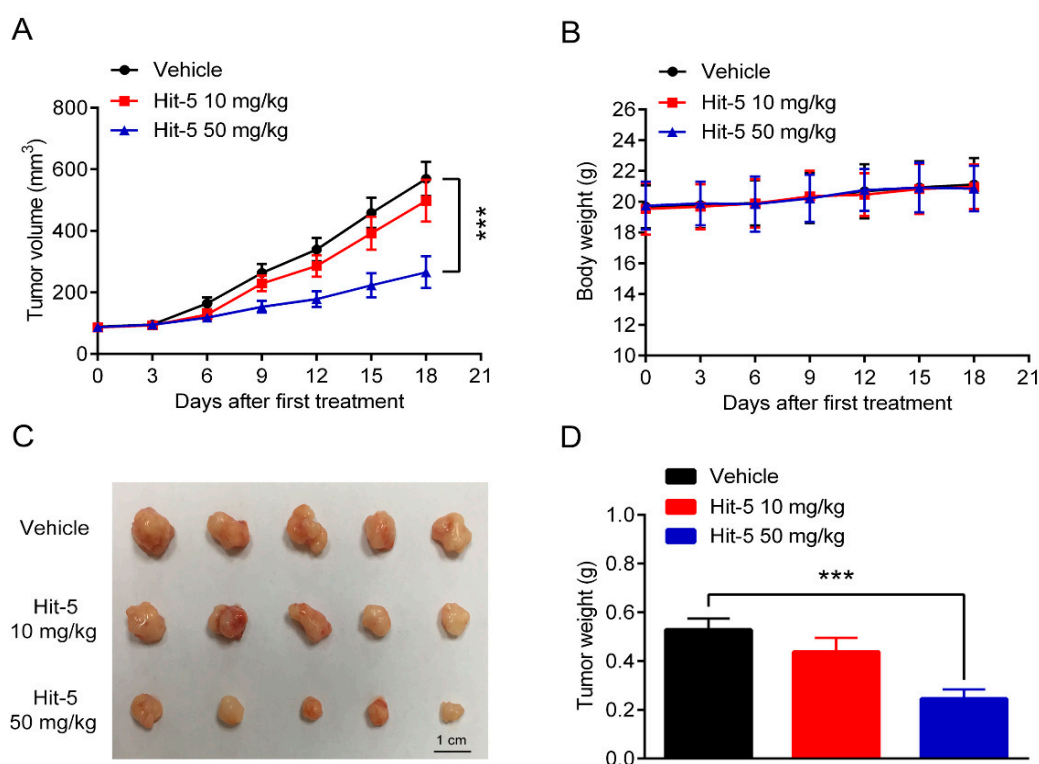 A
Vehicle
Hit-5 10 mg/kg
Hit-5 50 mg/kg
800
600
400
200
0
Tumor volume (mm³)
***
0 3 6 9 12 15 18 21
Days after first treatment
B
Vehicle
Hit-5 10 mg/kg
Hit-5 50 mg/kg
26
24
22
20
18
16
14
12
10
Body weight (g)
0 3 6 9 12 15 18 21
Days after first treatment
C
Vehicle
Hit-5
10 mg/kg
Hit-5
50 mg/kg
1 cm
D
Vehicle
Hit-5 10 mg/kg
Hit-5 50 mg/kg
1.0
0.8
0.6
0.4
0.2
0.0
Tumor weight (g)
***